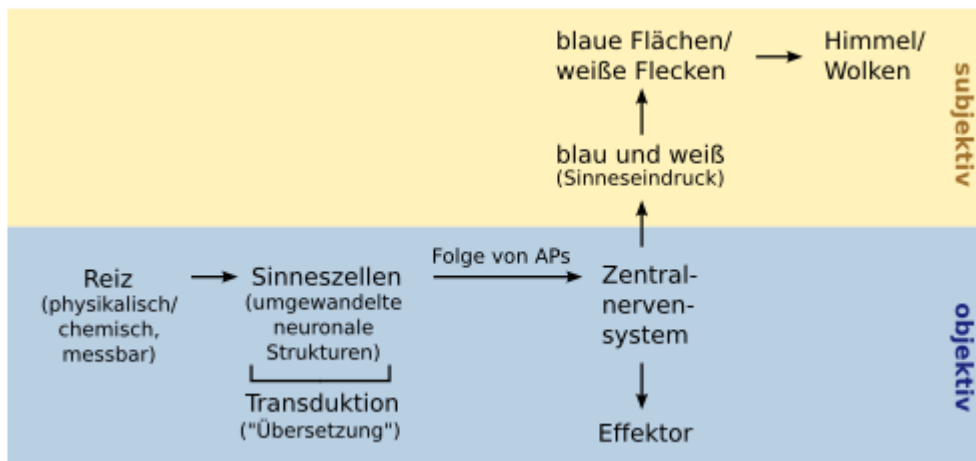 blaue Flächen/
weiße Flecken
Himmel/
Wolken
subjektiv
blau und weiß
(Sinneseindruck)
Reiz
(physikalisch/
chemisch,
messbar)
Sinneszellen
(umgewandelte
neuronale
Strukturen)
Transduktion
("Übersetzung")
Folge von APs
Zentral-
nerven-
system
Effektor
objektiv